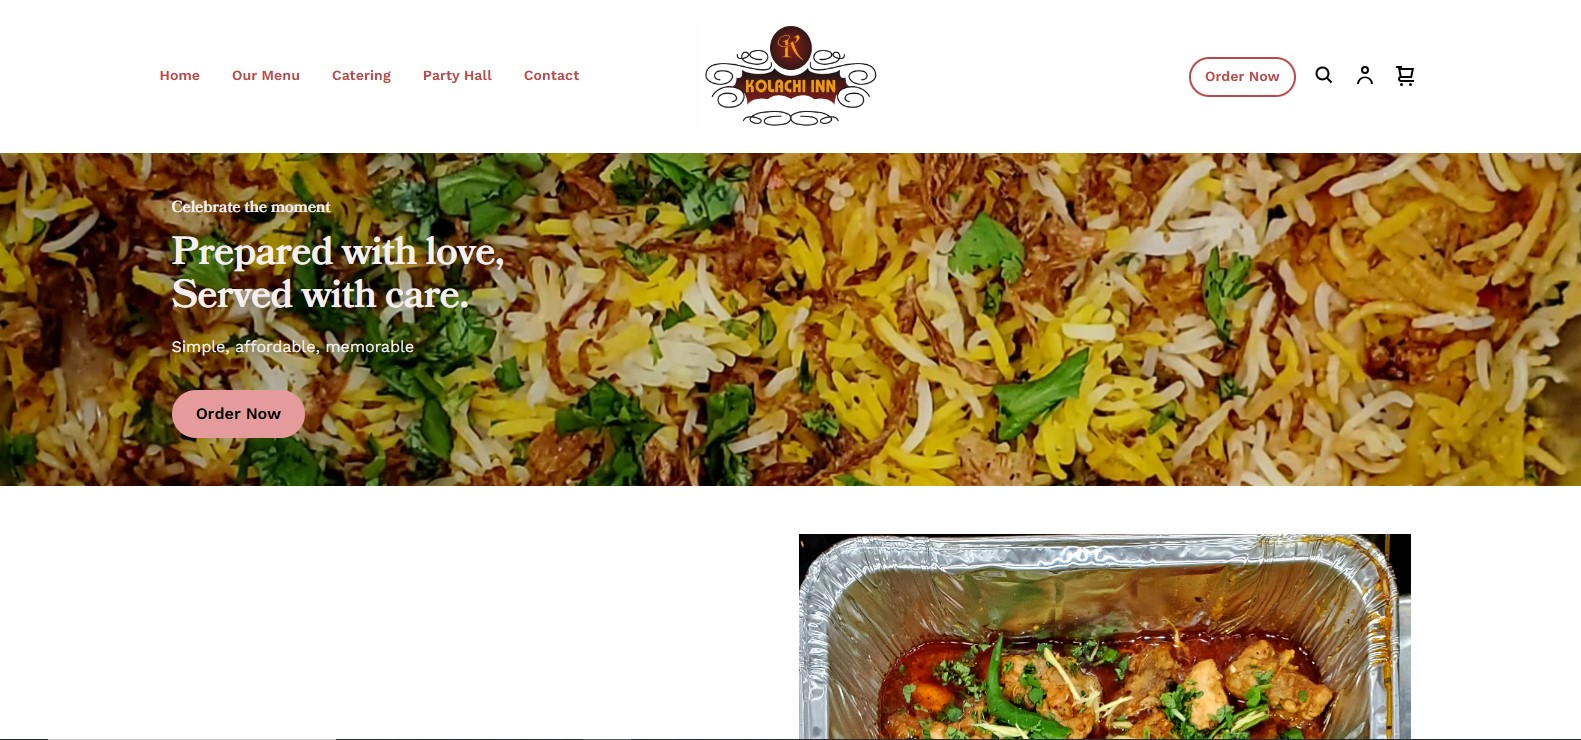 Home
Our Menu
Catering
Party Hall
Contact
K
KOLACHI INN
Order Now
Celebrate the moment
Prepared with love,
Served with care.
Simple, affordable, memorable
Order Now